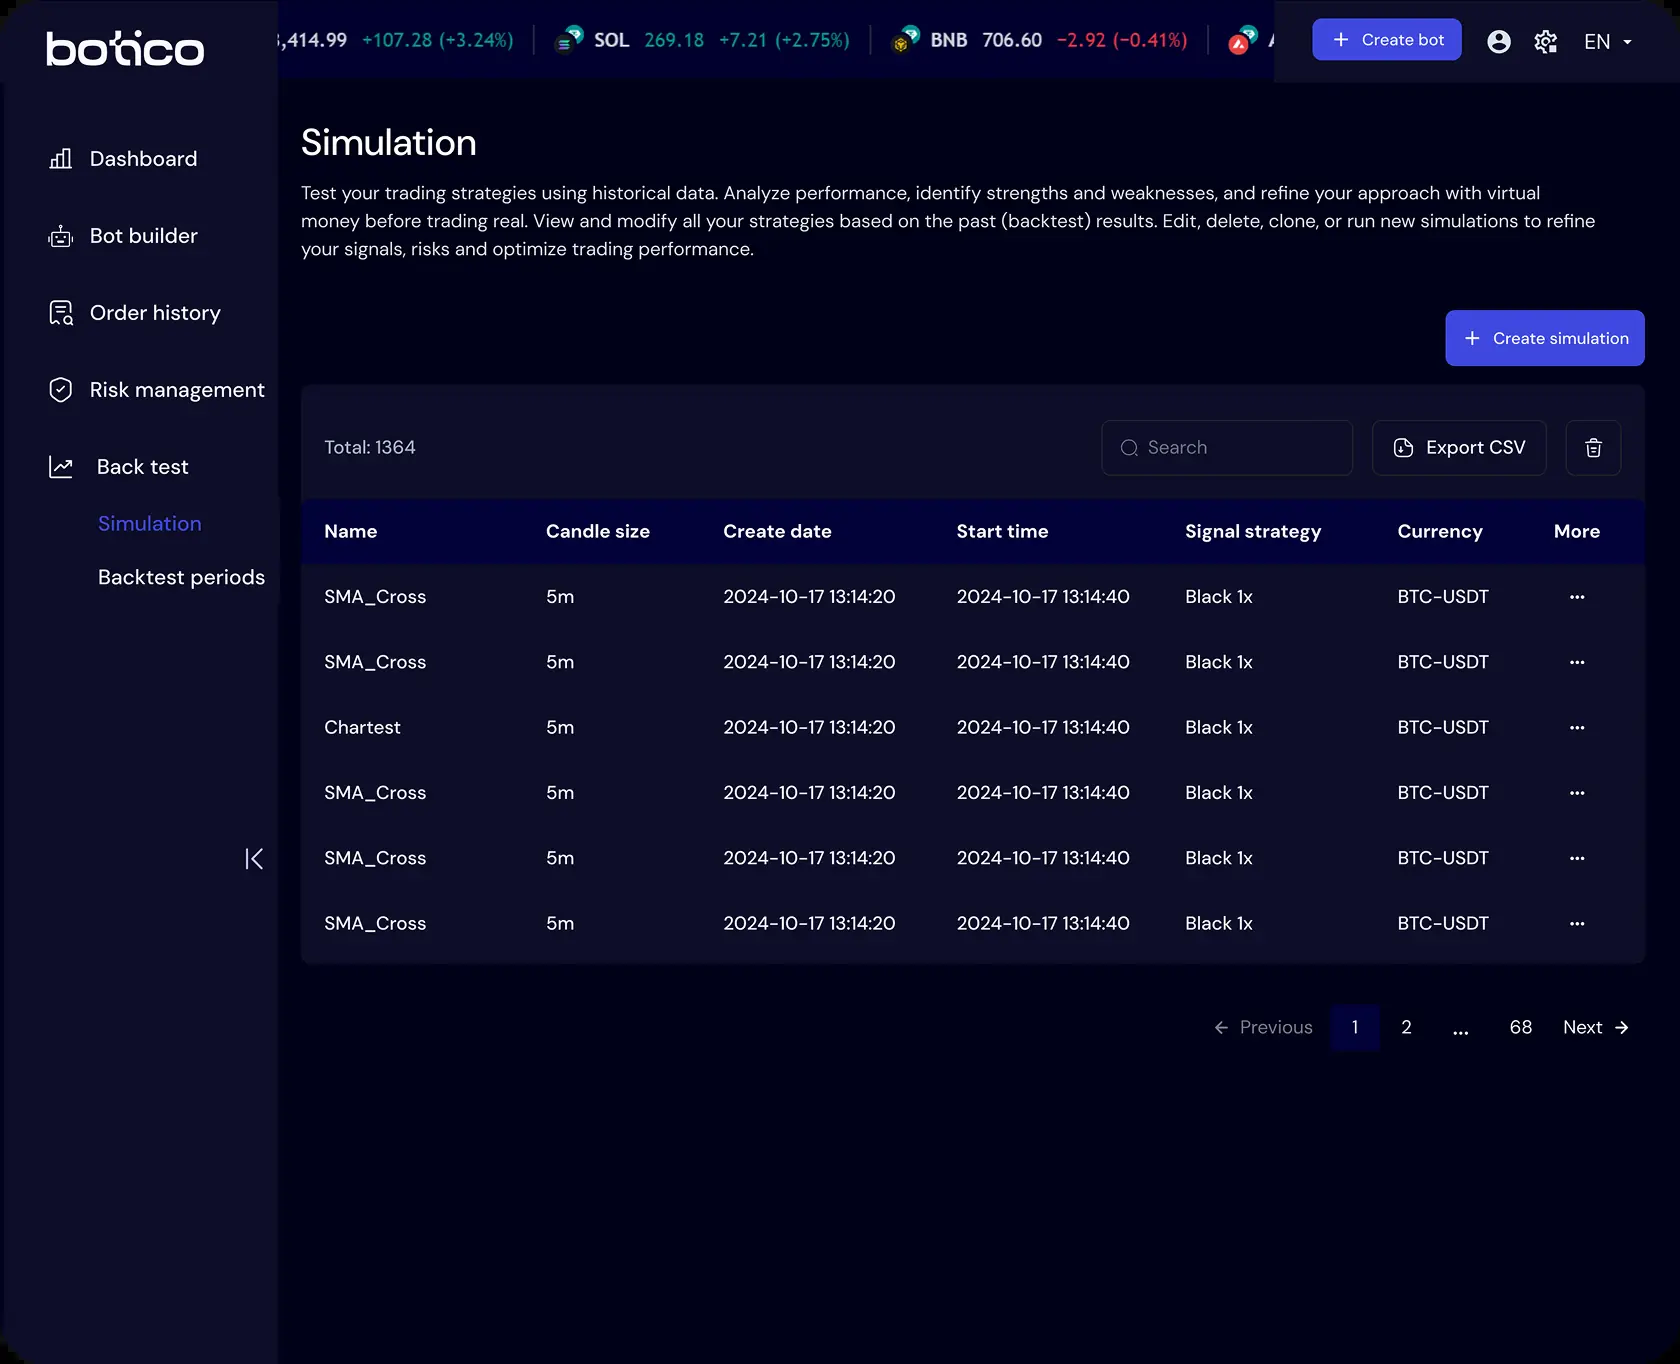 botico
,414.99 +107.28 (+3.24%) SOL 269.18 +7.21 (+2.75%) BNB 706.60 −2.92 (−0.41%) + Create bot EN
Dashboard
Bot builder
Order history
Risk management
Back test
Simulation
Backtest periods
Simulation
Test your trading strategies using historical data. Analyze performance, identify strengths and weaknesses, and refine your approach with virtual
money before trading real. View and modify all your strategies based on the past (backtest) results. Edit, delete, clone, or run new simulations to refine
your signals, risks and optimize trading performance.
+ Create simulation
Total: 1364 Search Export CSV
Name Candle size Create date Start time Signal strategy Currency More
SMA_Cross 5m 2024-10-17 13:14:20 2024-10-17 13:14:40 Black 1x BTC-USDT ...
SMA_Cross 5m 2024-10-17 13:14:20 2024-10-17 13:14:40 Black 1x BTC-USDT ...
Chartest 5m 2024-10-17 13:14:20 2024-10-17 13:14:40 Black 1x BTC-USDT ...
SMA_Cross 5m 2024-10-17 13:14:20 2024-10-17 13:14:40 Black 1x BTC-USDT ...
SMA_Cross 5m 2024-10-17 13:14:20 2024-10-17 13:14:40 Black 1x BTC-USDT ...
SMA_Cross 5m 2024-10-17 13:14:20 2024-10-17 13:14:40 Black 1x BTC-USDT ...
← Previous 1 2 ... 68 Next →